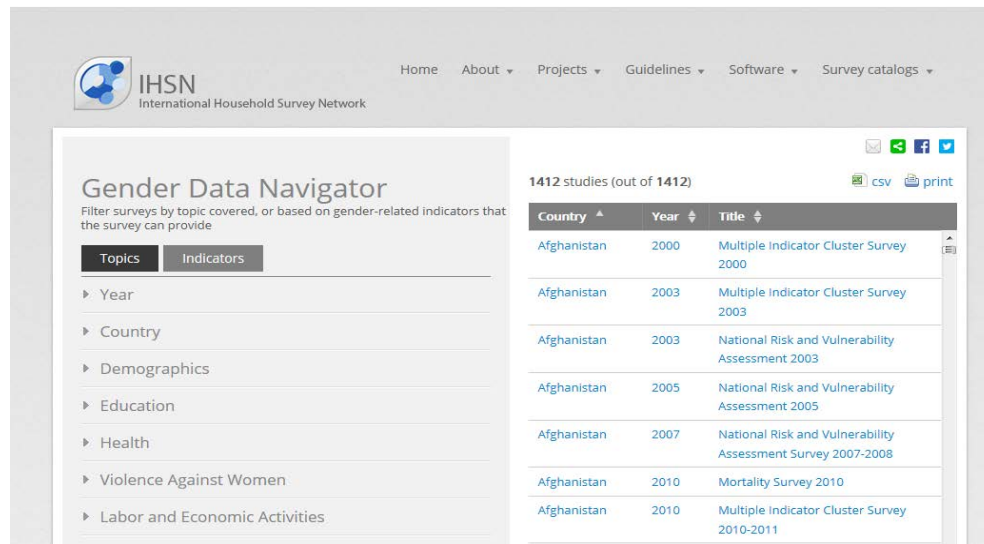 IHSN
International Household Survey Network
Home About Projects Guidelines Software Survey catalogs
Gender Data Navigator
Filter surveys by topic covered, or based on gender-related indicators that
the survey can provide
Topics Indicators
Year
Country
Demographics
Education
Health
Violence Against Women
Labor and Economic Activities
1412 studies (out of 1412) csv print
Country Year Title
Afghanistan 2000 Multiple Indicator Cluster Survey
2000
Afghanistan 2003 Multiple Indicator Cluster Survey
2003
Afghanistan 2003 National Risk and Vulnerability
Assessment 2003
Afghanistan 2005 National Risk and Vulnerability
Assessment 2005
Afghanistan 2007 National Risk and Vulnerability
Assessment Survey 2007-2008
Afghanistan 2010 Mortality Survey 2010
Afghanistan 2010 Multiple Indicator Cluster Survey
2010-2011